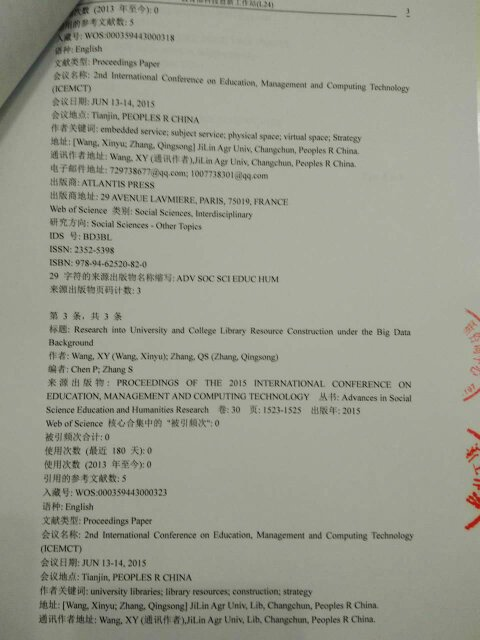 3
次数 (2013 年至今): 0
用的参考文献数: 5
入藏号: WOS:000359443000318
语种: English
文献类型: Proceedings Paper
会议名称: 2nd International Conference on Education, Management and Computing Technology
(ICEMCT)
会议日期: JUN 13-14, 2015
会议地点: Tianjin, PEOPLES R CHINA
作者关键词: embedded service; subject service; physical space; virtual space; Strategy
地址: [Wang, Xinyu; Zhang, Qingsong] JiLin Agr Univ, Changchun, Peoples R China.
通讯作者地址: Wang, XY (通讯作者),JiLin Agr Univ, Changchun, Peoples R China.
电子邮件地址: 729738677@qq.com; 1007738301@qq.com
出版商: ATLANTIS PRESS
出版商地址: 29 AVENUE LAVMIERE, PARIS, 75019, FRANCE
Web of Science 类别: Social Sciences, Interdisciplinary
研究方向: Social Sciences - Other Topics
IDS 号: BD3BL
ISSN: 2352-5398
ISBN: 978-94-62520-82-0
29 字符的来源出版物名称缩写: ADV SOC SCI EDUC HUM
来源出版物页码计数: 3
第 3 条，共 3 条
标题: Research into University and College Library Resource Construction under the Big Data
Background
作者: Wang, XY (Wang, Xinyu); Zhang, QS (Zhang, Qingsong)
编者: Chen P; Zhang S
来源出版物: PROCEEDINGS OF THE 2015 INTERNATIONAL CONFERENCE ON
EDUCATION, MANAGEMENT AND COMPUTING TECHNOLOGY 丛书: Advances in Social
Science Education and Humanities Research 卷: 30 页: 1523-1525 出版年: 2015
Web of Science 核心合集中的 "被引频次": 0
被引频次合计: 0
使用次数 (最近 180 天): 0
使用次数 (2013 年至今): 0
引用的参考文献数: 5
入藏号: WOS:000359443000323
语种: English
文献类型: Proceedings Paper
会议名称: 2nd International Conference on Education, Management and Computing Technology
(ICEMCT)
会议日期: JUN 13-14, 2015
会议地点: Tianjin, PEOPLES R CHINA
作者关键词: university libraries; library resources; construction; strategy
地址: [Wang, Xinyu; Zhang, Qingsong] JiLin Agr Univ, Lib, Changchun, Peoples R China.
通讯作者地址: Wang, XY (通讯作者),JiLin Agr Univ, Lib, Changchun, Peoples R China.